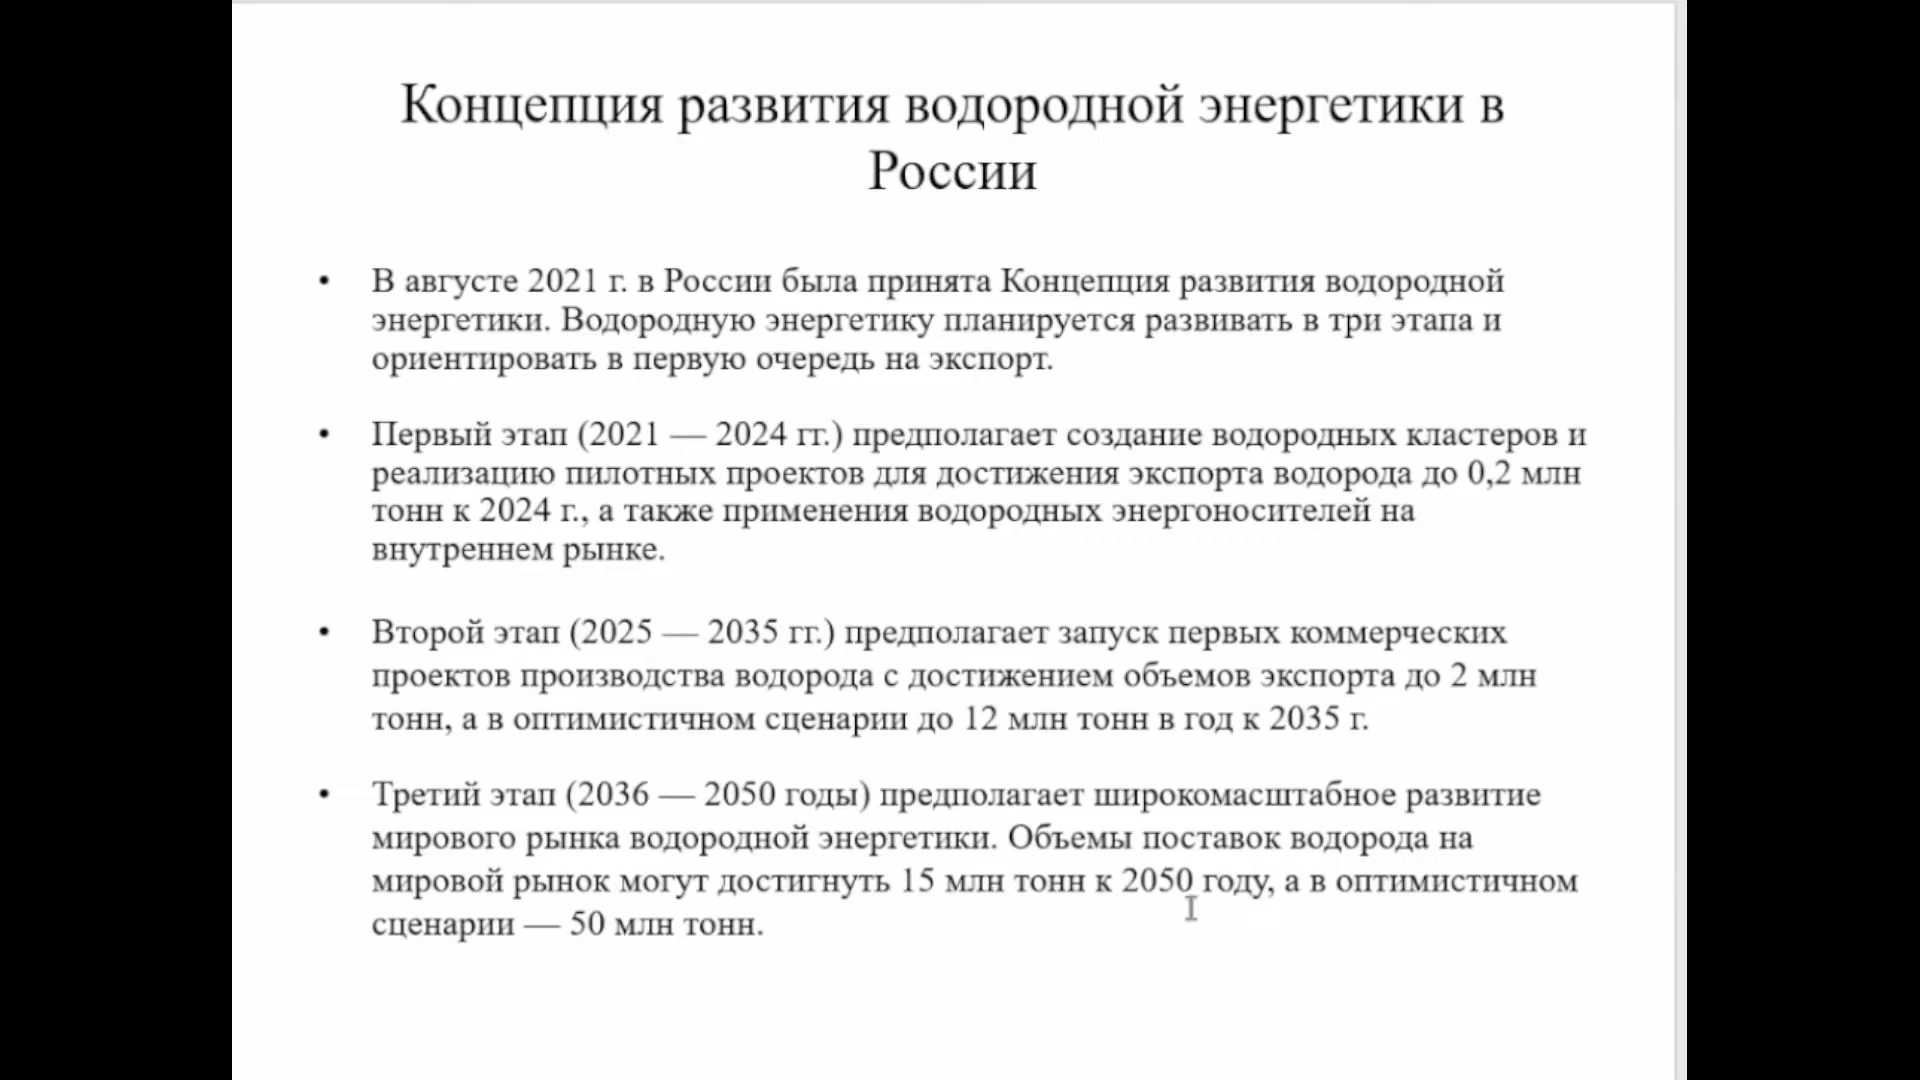 Концепция развития водородной энергетики в
России
• В августе 2021 г. в России была принята Концепция развития водородной
энергетики. Водородную энергетику планируется развивать в три этапа и
ориентировать в первую очередь на экспорт.
• Первый этап (2021 — 2024 гг.) предполагает создание водородных кластеров и
реализацию пилотных проектов для достижения экспорта водорода до 0,2 млн
тонн к 2024 г., а также применения водородных энергоносителей на
внутреннем рынке.
• Второй этап (2025 — 2035 гг.) предполагает запуск первых коммерческих
проектов производства водорода с достижением объемов экспорта до 2 млн
тонн, а в оптимистичном сценарии до 12 млн тонн в год к 2035 г.
• Третий этап (2036 — 2050 годы) предполагает широкомасштабное развитие
мирового рынка водородной энергетики. Объемы поставок водорода на
мировой рынок могут достигнуть 15 млн тонн к 2050 году, а в оптимистичном
сценарии — 50 млн тонн.